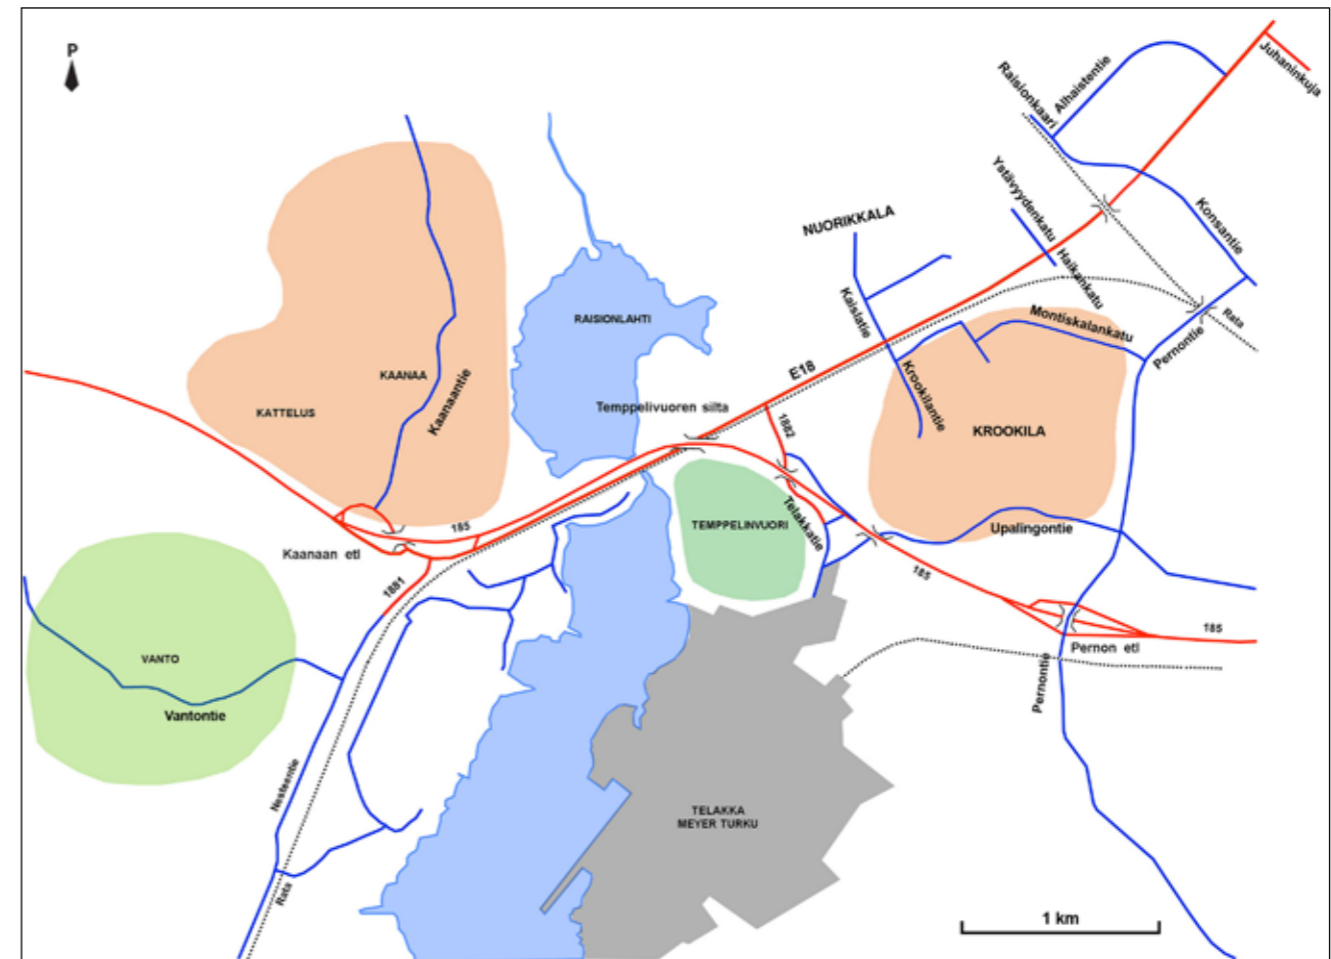 P
Juhaninkuja
Alhaistentie
Raisionkaari
Ystävyydenkatu
Haikankatu
Konsantie
NUORIKKALA
Kaislatie
RAISIONLAHTI
Montiskalankatu
Rata
Pernontie
E18
Krookilantie
KAANAA
Kaanaantie
KATTELUS
Temppelivuoren silta
1882
KROOKILA
TEMPPELINVUORI
Telakkatie
Upalingontie
185
Kaanaan etl
1881
185
185
Pernon etl
Pernontie
VANTO
Vantontie
Nesteentie
TELAKKA
MEYER TURKU
Rata
1 km